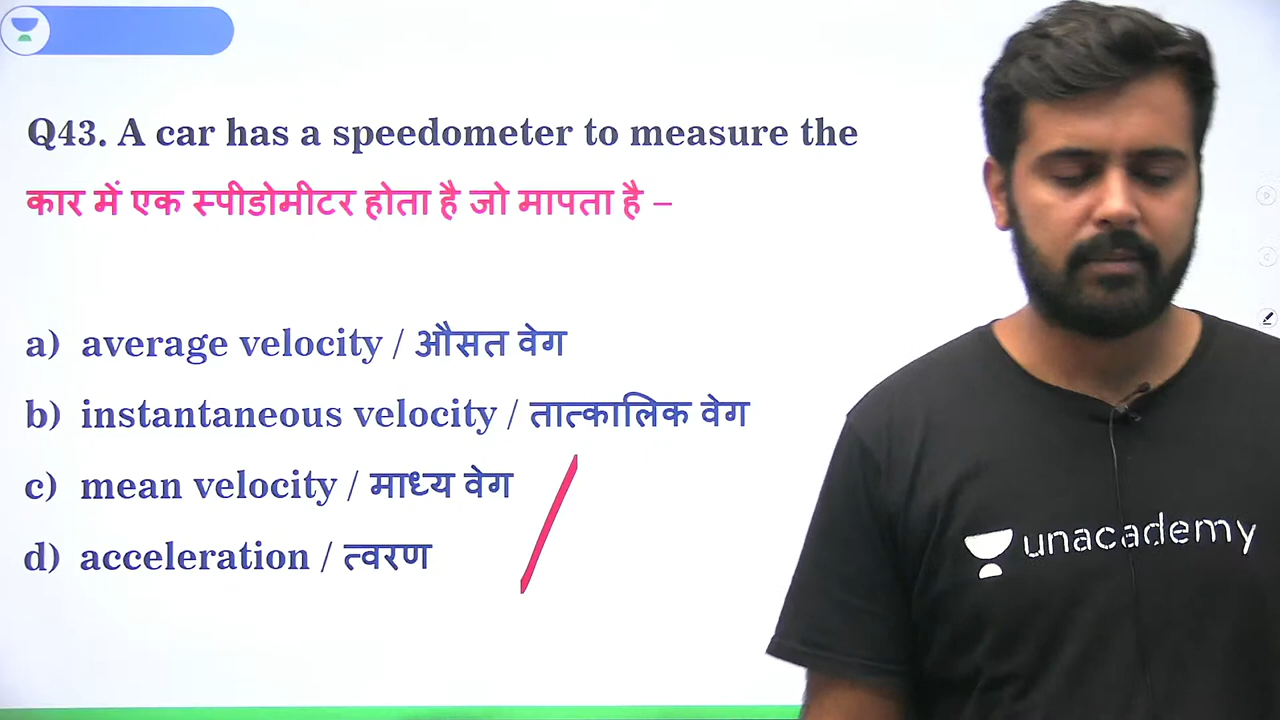 Q43. A car has a speedometer to measure the
कार में एक स्पीडोमीटर होता है जो मापता है –
a) average velocity / औसत वेग
b) instantaneous velocity / तात्कालिक वेग
c) mean velocity / माध्य वेग
d) acceleration / त्वरण
unacademy